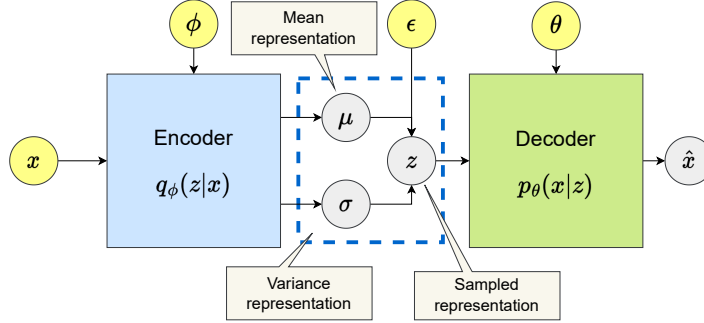 ϕ
Mean
representation
ϵ
θ
x
Encoder
qϕ(z|x)
μ
σ
z
Decoder
pθ(x|z)
x̂
Variance
representation
Sampled
representation